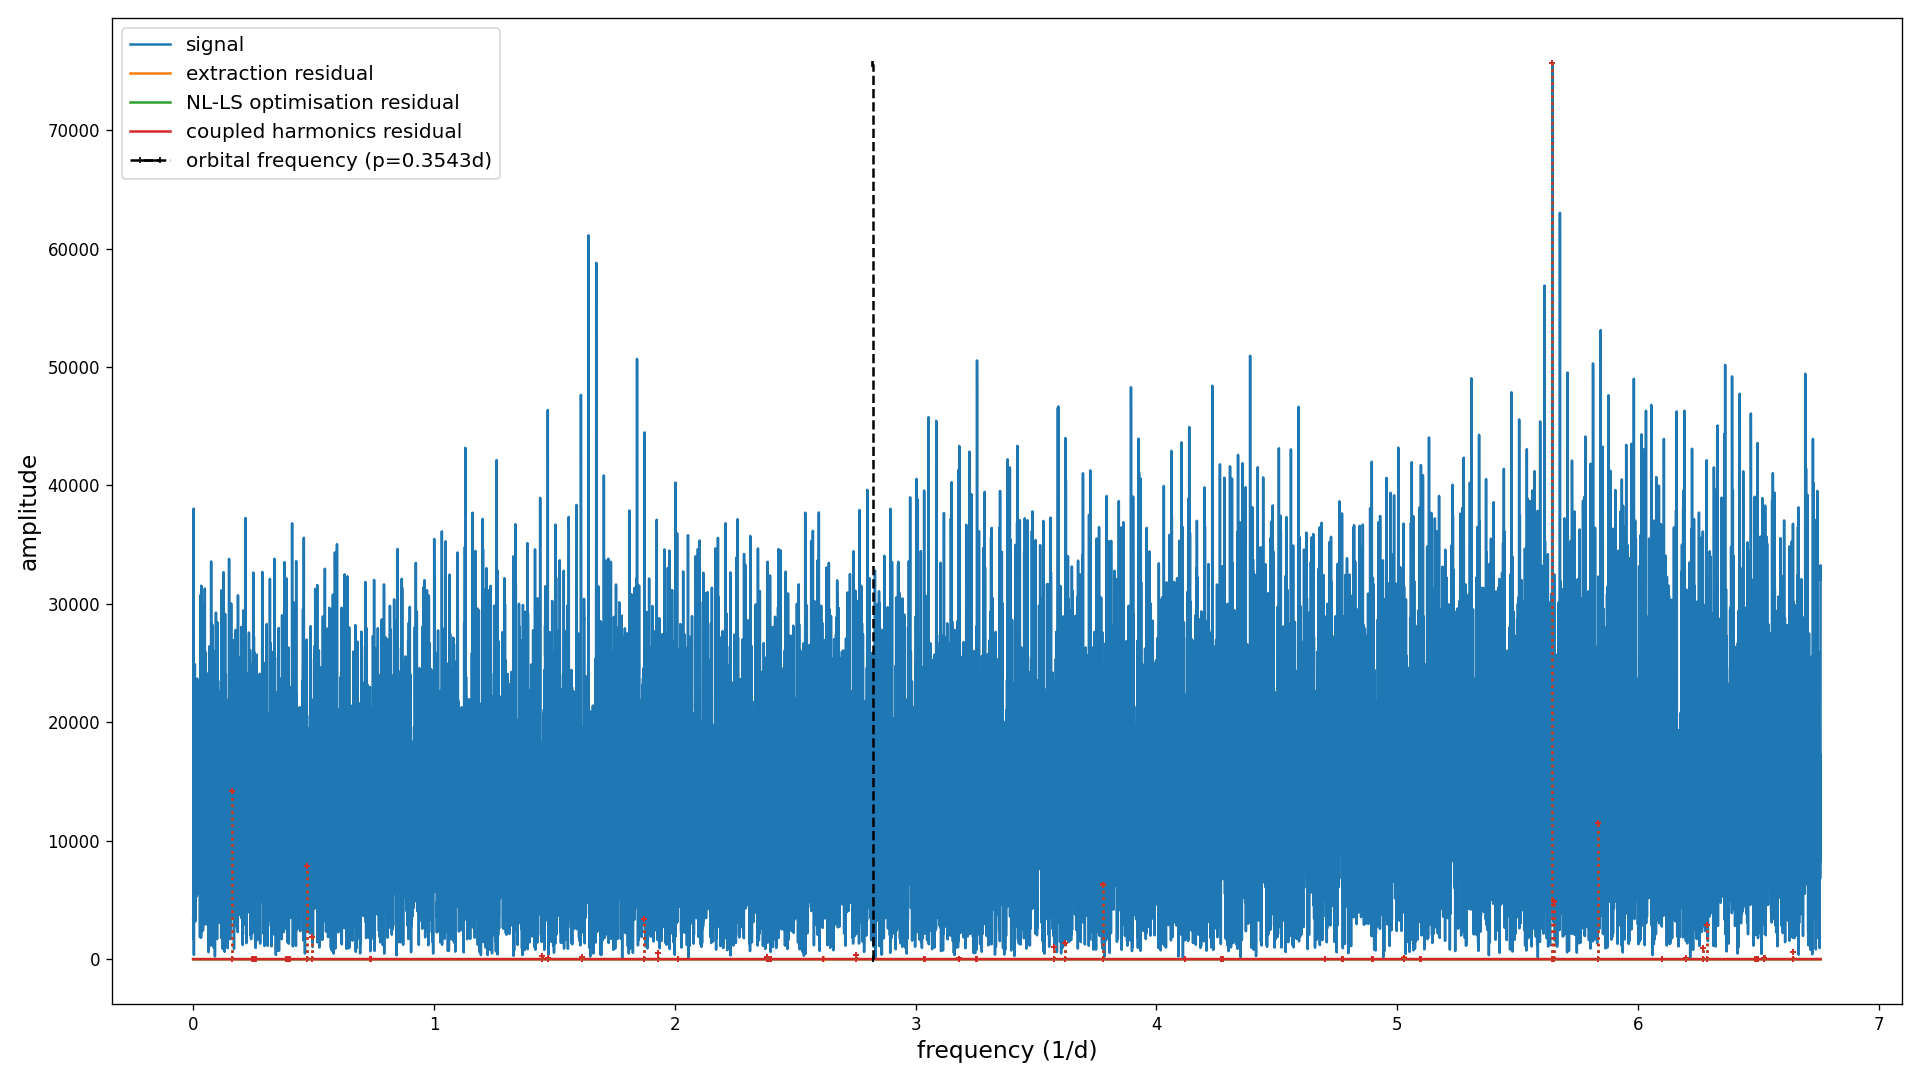 signal
extraction residual
NL-LS optimisation residual
coupled harmonics residual
orbital frequency (p=0.3543d)
70000
60000
50000
40000
30000
20000
10000
0
amplitude
0 1 2 3 4 5 6 7
frequency (1/d)